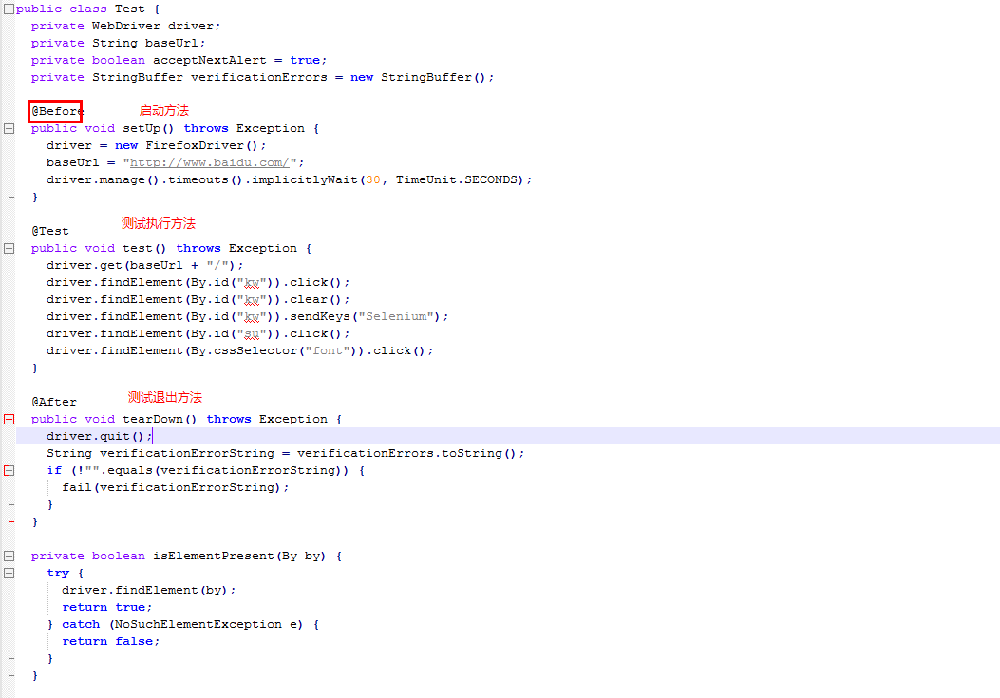 public class Test {
private WebDriver driver;
private String baseUrl;
private boolean acceptNextAlert = true;
private StringBuffer verificationErrors = new StringBuffer();
@Before 启动方法
public void setUp() throws Exception {
driver = new FirefoxDriver();
baseUrl = "http://www.baidu.com/";
driver.manage().timeouts().implicitlyWait(30, TimeUnit.SECONDS);
}
@Test 测试执行方法
public void test() throws Exception {
driver.get(baseUrl + "/");
driver.findElement(By.id("kw")).click();
driver.findElement(By.id("kw")).clear();
driver.findElement(By.id("kw")).sendKeys("Selenium");
driver.findElement(By.id("su")).click();
driver.findElement(By.cssSelector("font")).click();
}
@After 测试退出方法
public void tearDown() throws Exception {
driver.quit();
String verificationErrorString = verificationErrors.toString();
if (!"".equals(verificationErrorString)) {
fail(verificationErrorString);
}
}
private boolean isElementPresent(By by) {
try {
driver.findElement(by);
return true;
} catch (NoSuchElementException e) {
return false;
}
}